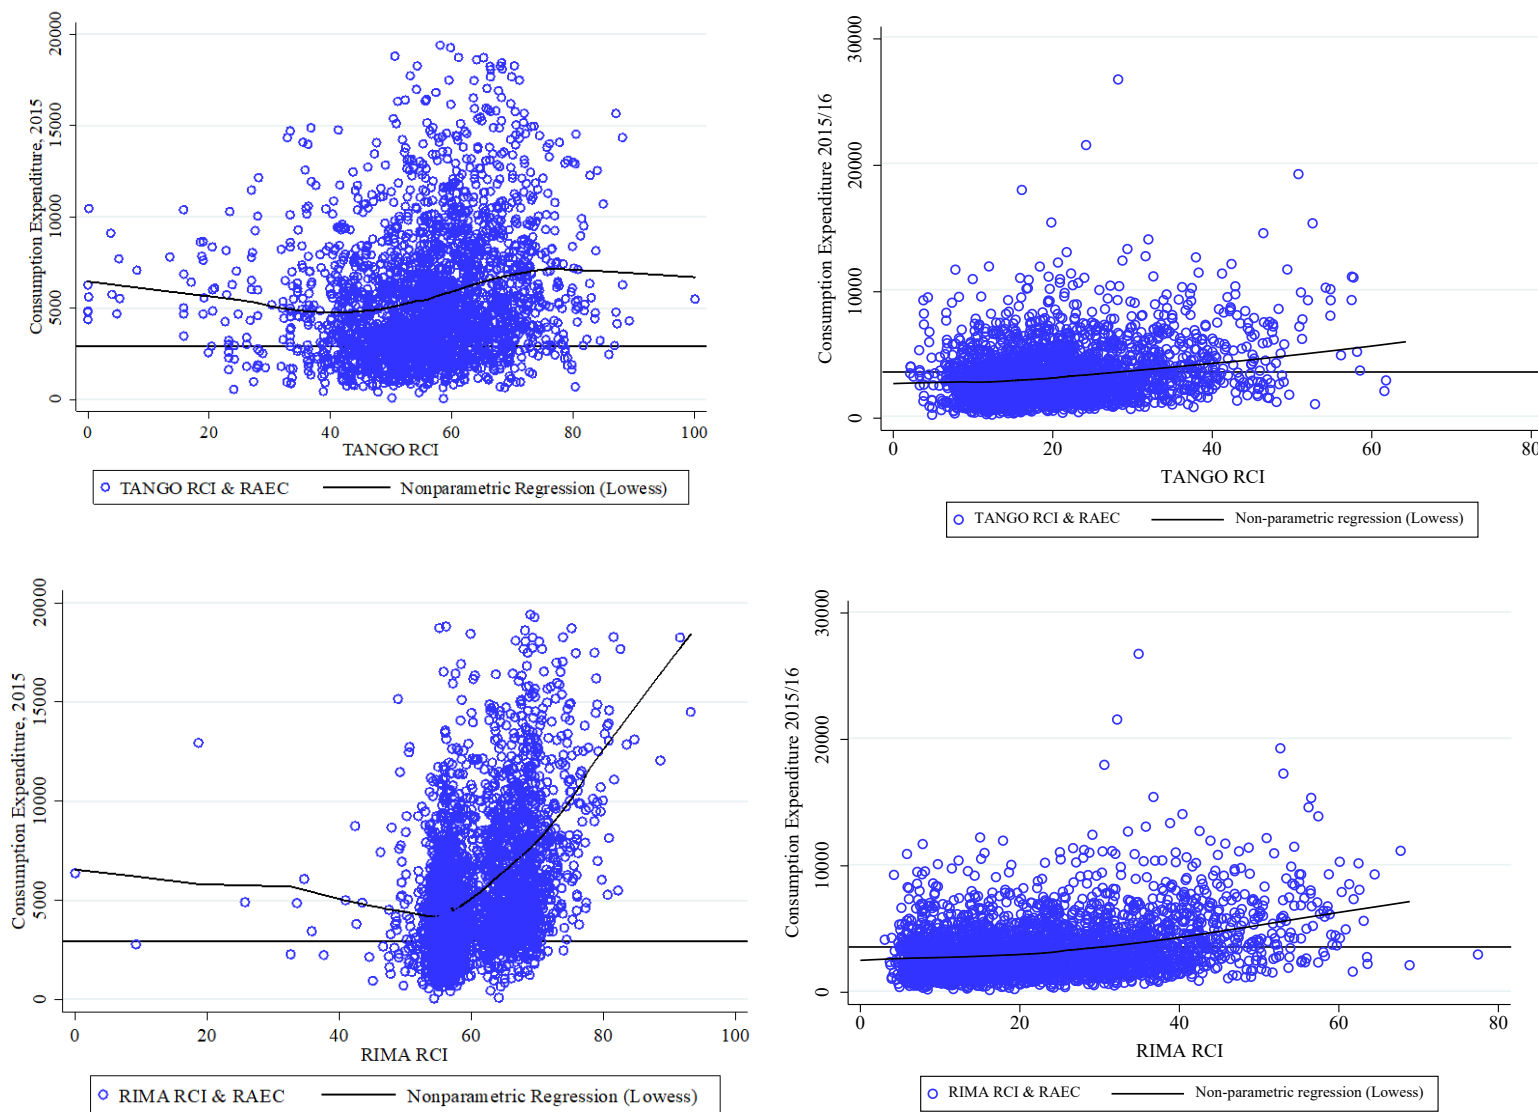 Consumption Expenditure, 2015
20000
15000
10000
5000
0
0 20 40 60 80 100
TANGO RCI
TANGO RCI & RAEC Nonparametric Regression (Lowess)
Consumption Expenditure 2015/16
30000
20000
10000
0
0 20 40 60 80
TANGO RCI
TANGO RCI & RAEC Non-parametric regression (Lowess)
Consumption Expenditure, 2015
20000
15000
10000
5000
0
0 20 40 60 80 100
RIMA RCI
RIMA RCI & RAEC Nonparametric Regression (Lowess)
Consumption Expenditure 2015/16
30000
20000
10000
0
0 20 40 60 80
RIMA RCI
RIMA RCI & RAEC Non-parametric regression (Lowess)